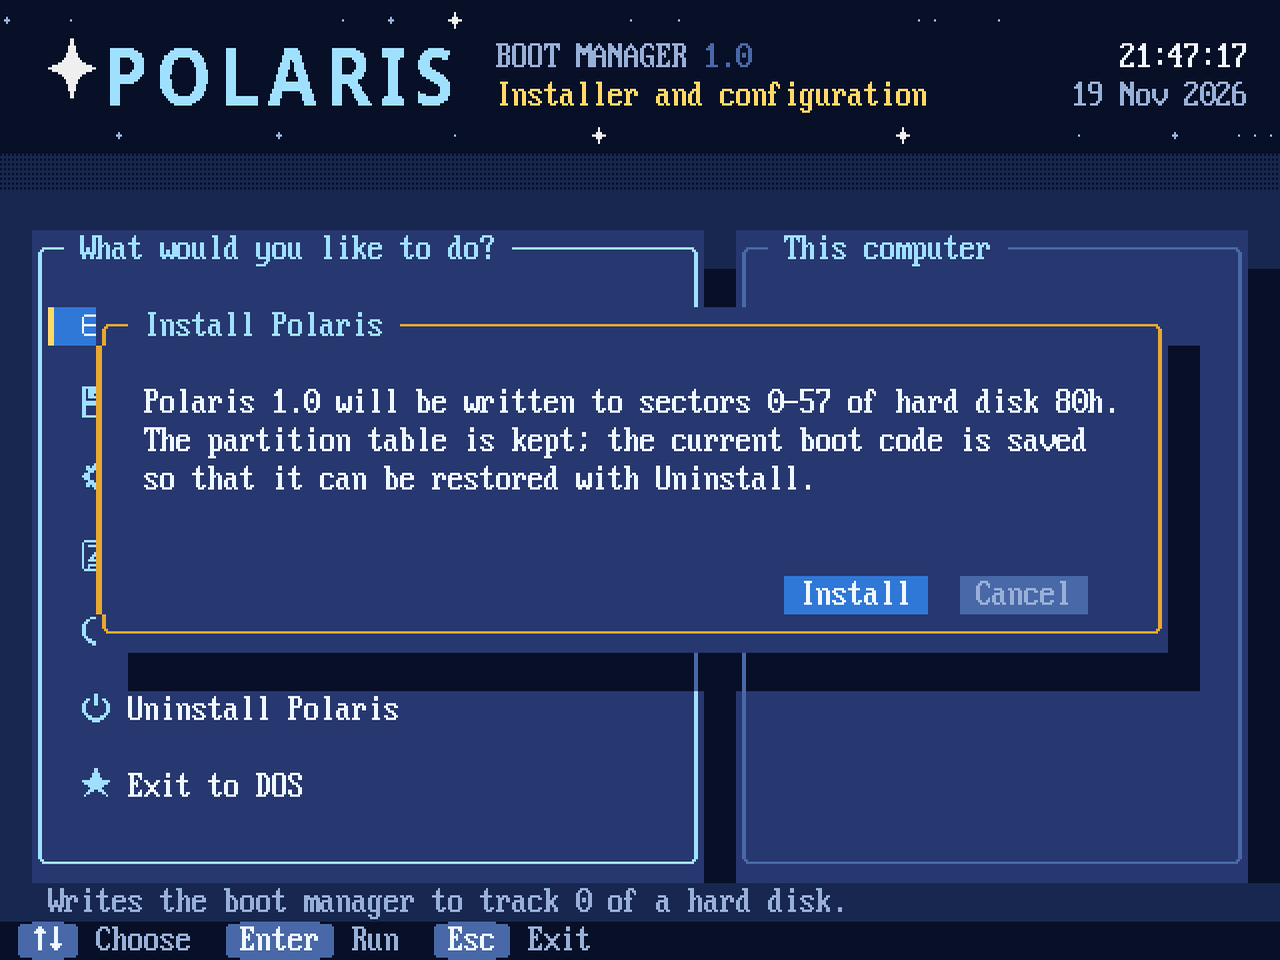 POLARIS
BOOT MANAGER 1.0
Installer and configuration
21:47:17
19 Nov 2026
What would you like to do?
This computer
Install Polaris
Polaris 1.0 will be written to sectors 0-57 of hard disk 80h.
The partition table is kept; the current boot code is saved
so that it can be restored with Uninstall.
Install Cancel
Uninstall Polaris
Exit to DOS
Writes the boot manager to track 0 of a hard disk.
↑↓ Choose Enter Run Esc Exit